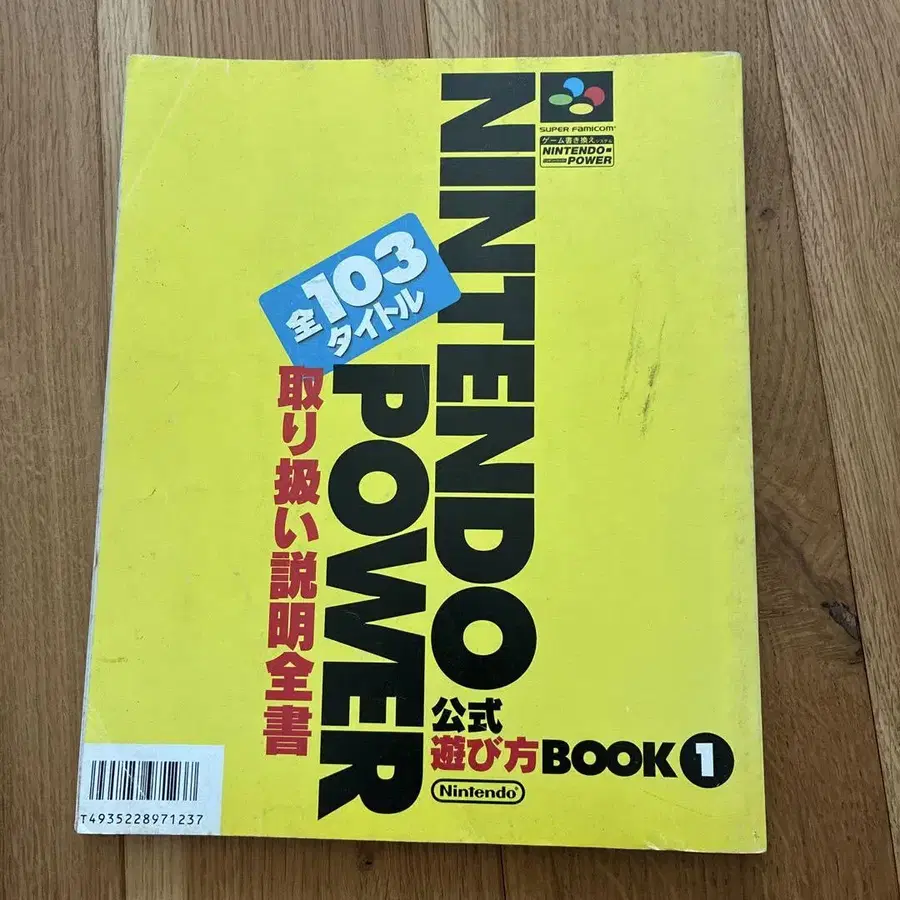 SUPER FAMICOM
ゲーム書き換えシステム
NINTENDO
POWER
NINTENDO
POWER
全103
タイトル
取り扱い説明全書
公式
遊び方BOOK1
Nintendo
T4935228971237